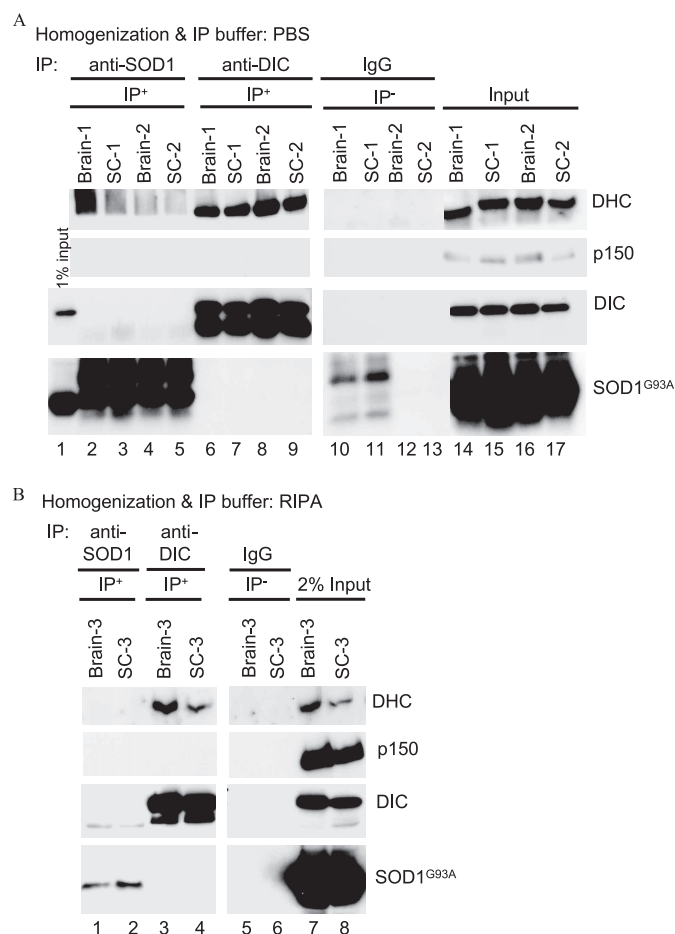 A
Homogenization & IP buffer: PBS
IP: anti-SOD1 anti-DIC IgG
IP+ IP+ IP- Input
Brain-1 SC-1 Brain-2 SC-2 Brain-1 SC-1 Brain-2 SC-2 Brain-1 SC-1 Brain-2 SC-2 Brain-1 SC-1 Brain-2 SC-2
DHC
1% input
p150
DIC
SOD1G93A
1 2 3 4 5 6 7 8 9 10 11 12 13 14 15 16 17
B
Homogenization & IP buffer: RIPA
IP: anti-SOD1 anti-DIC IgG
IP+ IP+ IP- 2% Input
Brain-3 SC-3 Brain-3 SC-3 Brain-3 SC-3 Brain-3 SC-3
DHC
p150
DIC
SOD1G93A
1 2 3 4 5 6 7 8